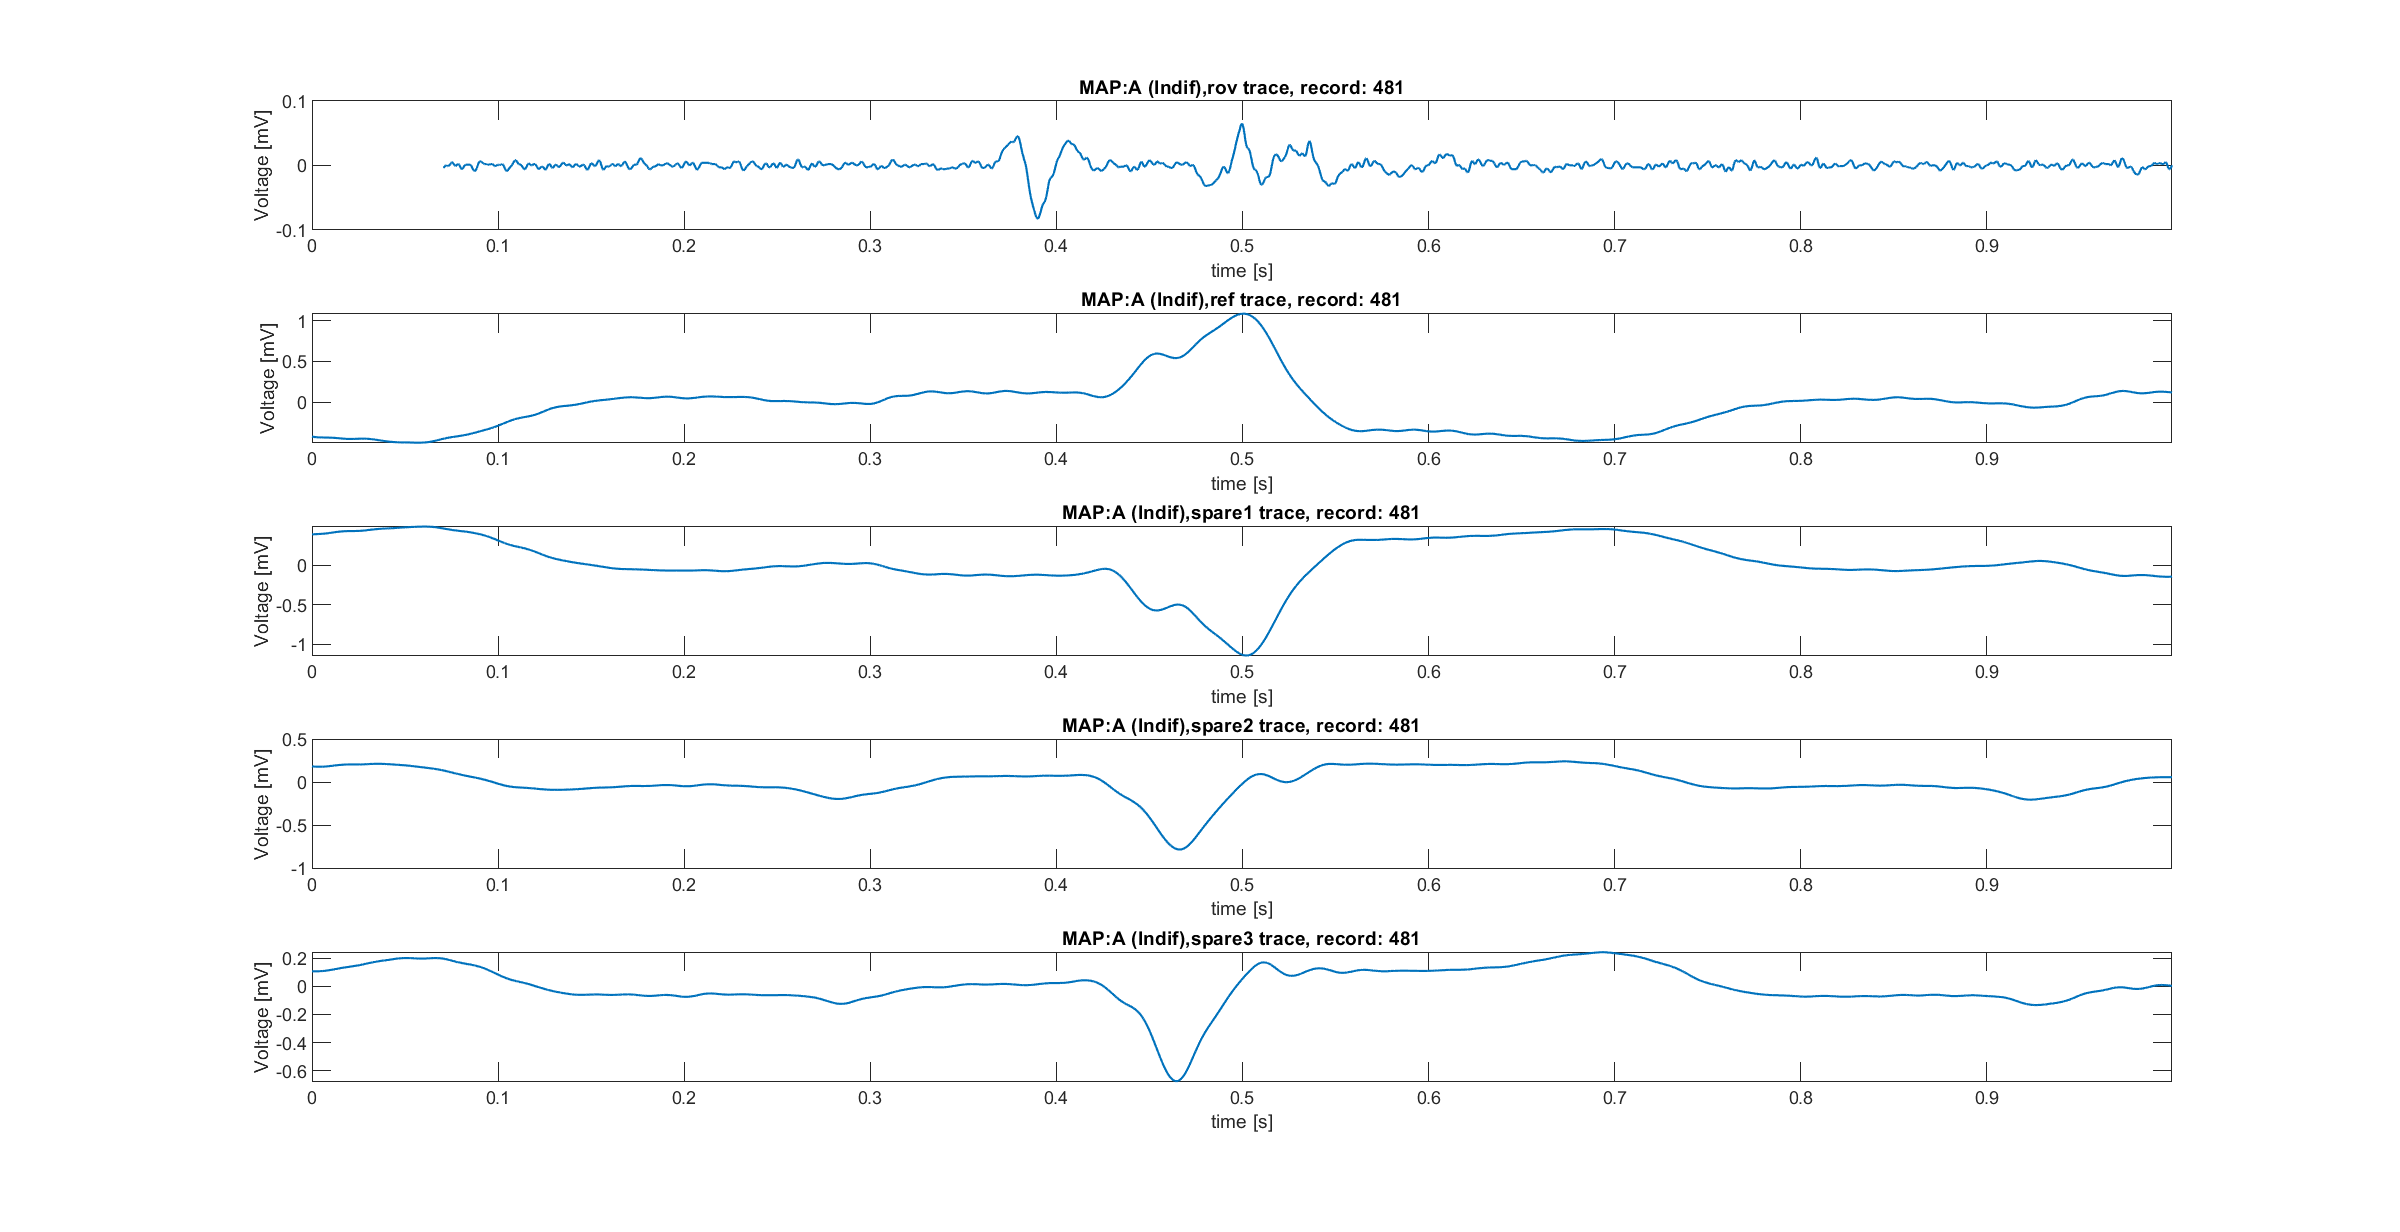 MAP:A (Indif),rov trace, record: 481
Voltage [mV]
0.1
0
-0.1
0 0.1 0.2 0.3 0.4 0.5 0.6 0.7 0.8 0.9
time [s]
MAP:A (Indif),ref trace, record: 481
Voltage [mV]
1
0.5
0
0 0.1 0.2 0.3 0.4 0.5 0.6 0.7 0.8 0.9
time [s]
MAP:A (Indif),spare1 trace, record: 481
Voltage [mV]
0
-0.5
-1
0 0.1 0.2 0.3 0.4 0.5 0.6 0.7 0.8 0.9
time [s]
MAP:A (Indif),spare2 trace, record: 481
Voltage [mV]
0.5
0
-0.5
-1
0 0.1 0.2 0.3 0.4 0.5 0.6 0.7 0.8 0.9
time [s]
MAP:A (Indif),spare3 trace, record: 481
Voltage [mV]
0.2
0
-0.2
-0.4
-0.6
0 0.1 0.2 0.3 0.4 0.5 0.6 0.7 0.8 0.9
time [s]